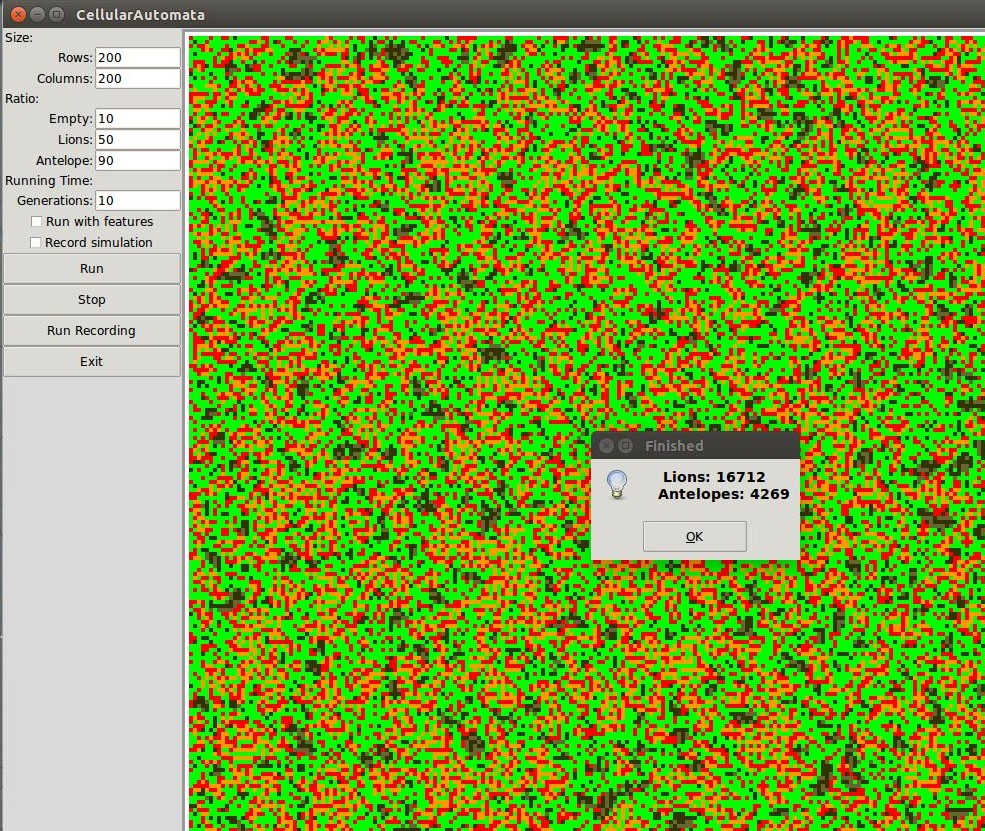 CellularAutomata
Size:
Rows: 200
Columns: 200
Ratio:
Empty: 10
Lions: 50
Antelope: 90
Running Time:
Generations: 10
Run with features
Record simulation
Run
Stop
Run Recording
Exit
Finished
Lions: 16712
Antelopes: 4269
OK